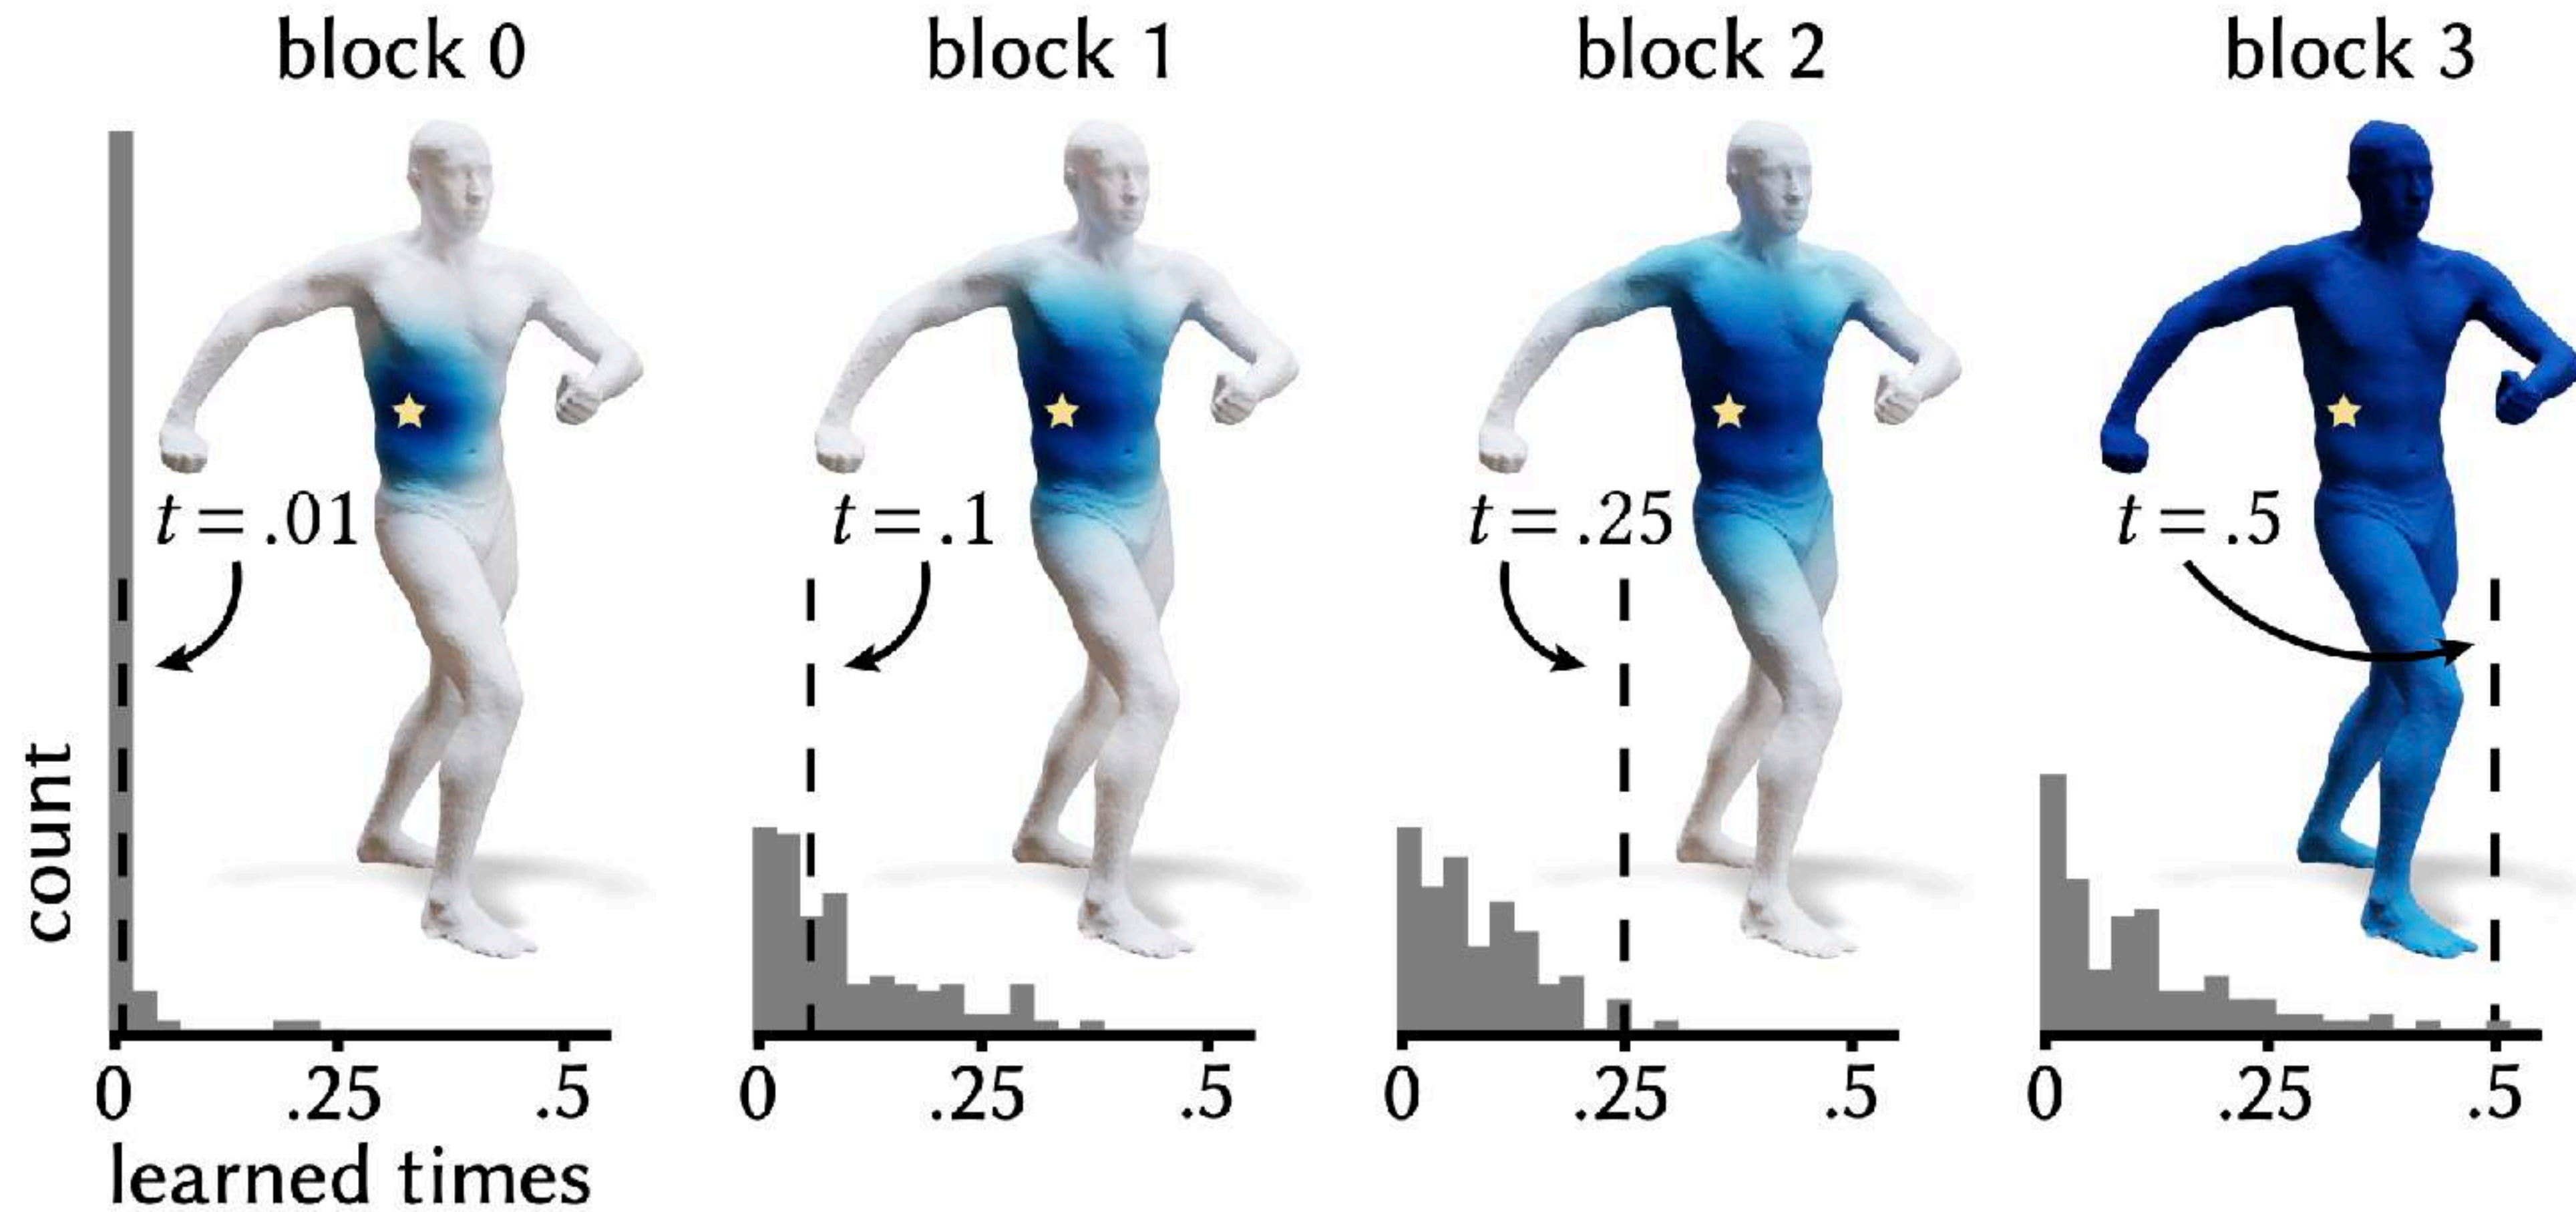 block 0
block 1
block 2
block 3
t = .01
t = .1
t = .25
t = .5
count
0 .25 .5
0 .25 .5
0 .25 .5
0 .25 .5
learned times